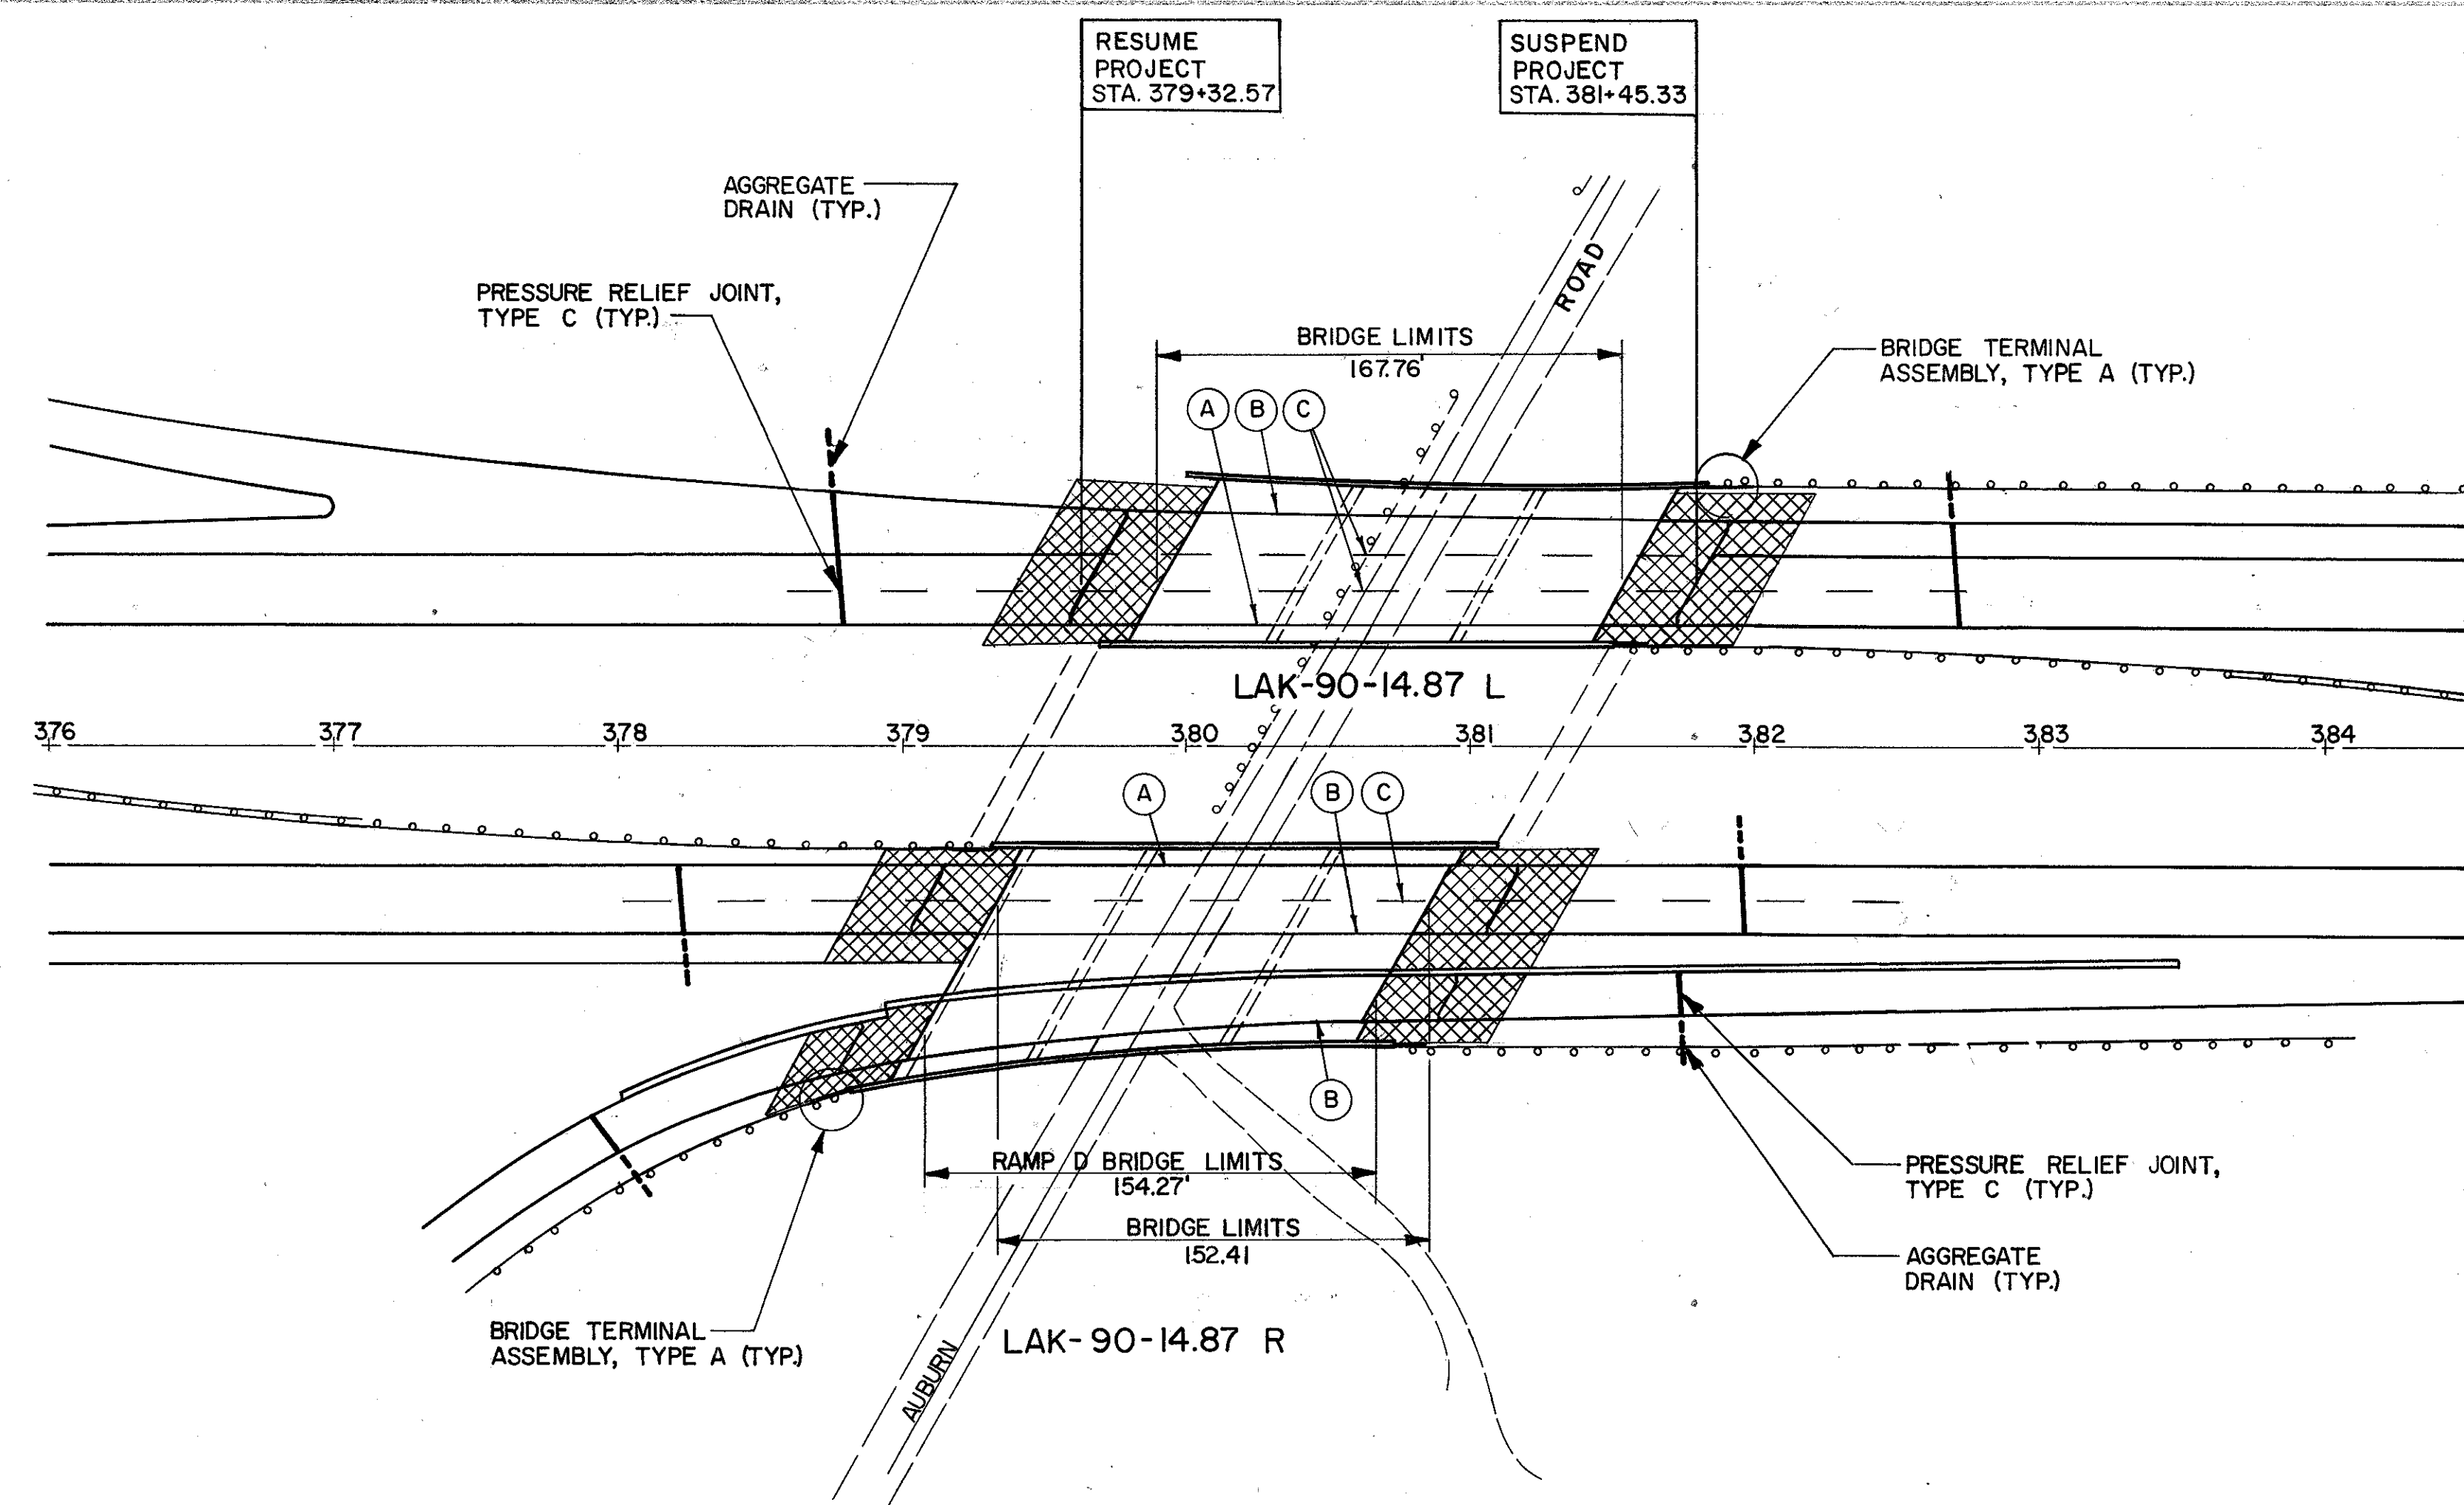 RESUME
PROJECT
STA. 379+32.57
SUSPEND
PROJECT
STA. 381+45.33
AGGREGATE
DRAIN (TYP.)
PRESSURE RELIEF JOINT,
TYPE C (TYP.)
ROAD
BRIDGE LIMITS
167.76'
BRIDGE TERMINAL
ASSEMBLY, TYPE A (TYP.)
A B C
LAK-90-14.87 L
376 377 378 379 380 381 382 383 384
A B C
B
RAMP D BRIDGE LIMITS
154.27'
BRIDGE LIMITS
152.41
PRESSURE RELIEF JOINT,
TYPE C (TYP.)
AGGREGATE
DRAIN (TYP.)
BRIDGE TERMINAL
ASSEMBLY, TYPE A (TYP.)
AUBURN
LAK-90-14.87 R